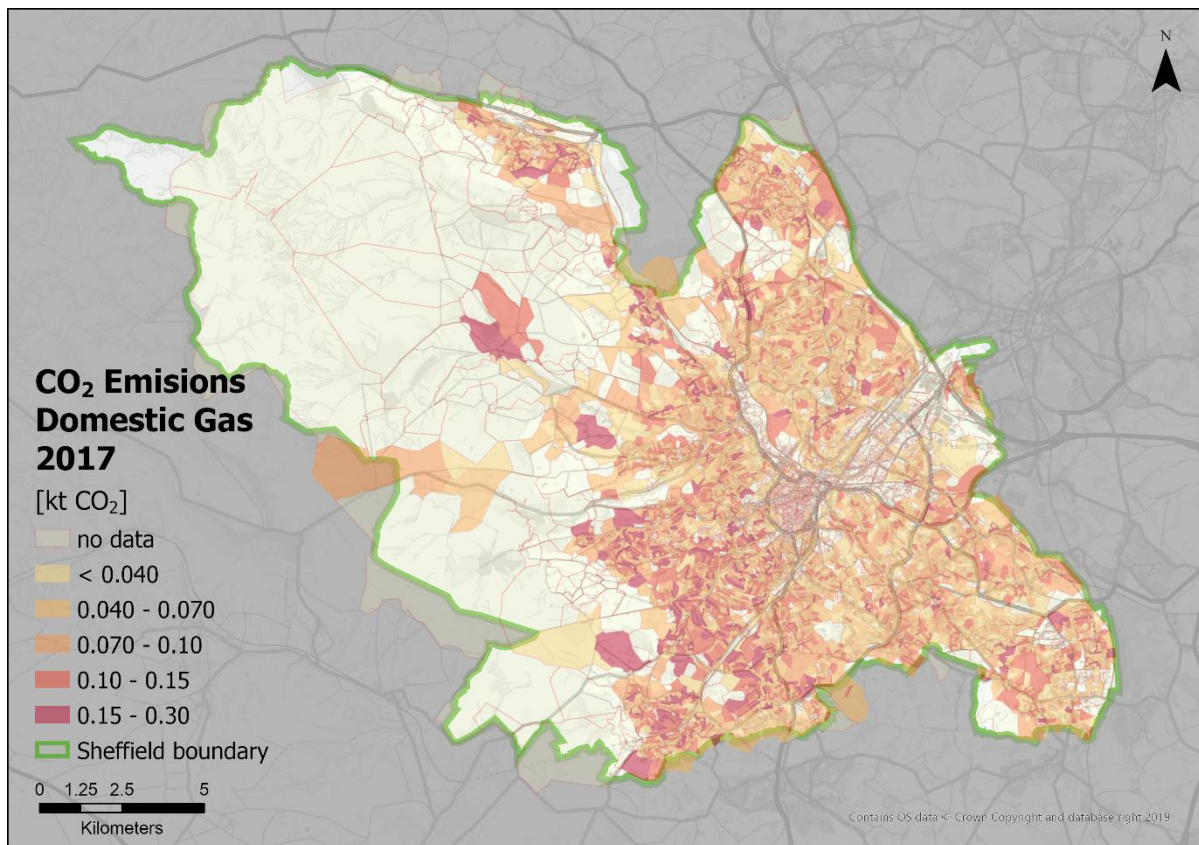 N
CO₂ Emisions
Domestic Gas
2017
[kt CO₂]
no data
< 0.040
0.040 - 0.070
0.070 - 0.10
0.10 - 0.15
0.15 - 0.30
Sheffield boundary
0 1.25 2.5 5
Kilometers
Contains OS data © Crown Copyright and database right 2019